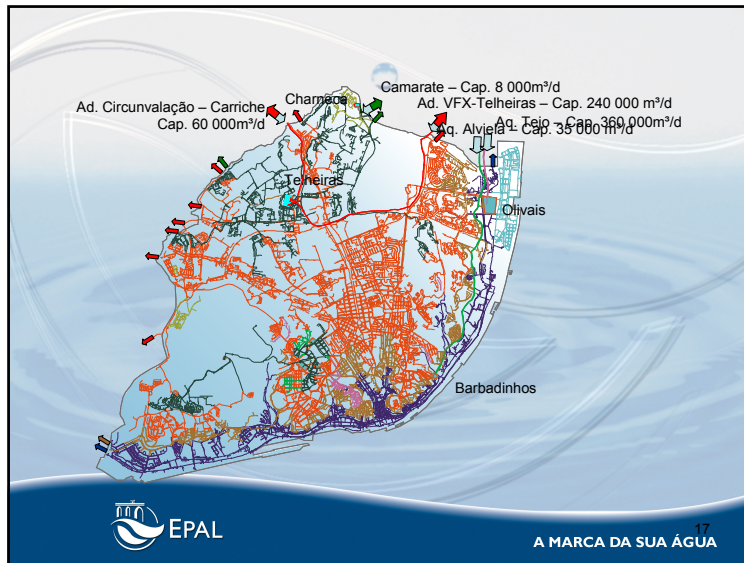 Camarate – Cap. 8 000m³/d
Ad. Circunvalação – Carriche
Cap. 60 000m³/d
Charneca
Ad. VFX-Telheiras – Cap. 240 000 m³/d
Aq. Tejo – Cap. 360 000m³/d
Aq. Alviela – Cap. 35 000 m³/d
Telheiras
Olivais
Barbadinhos
EPAL
17
A MARCA DA SUA ÁGUA